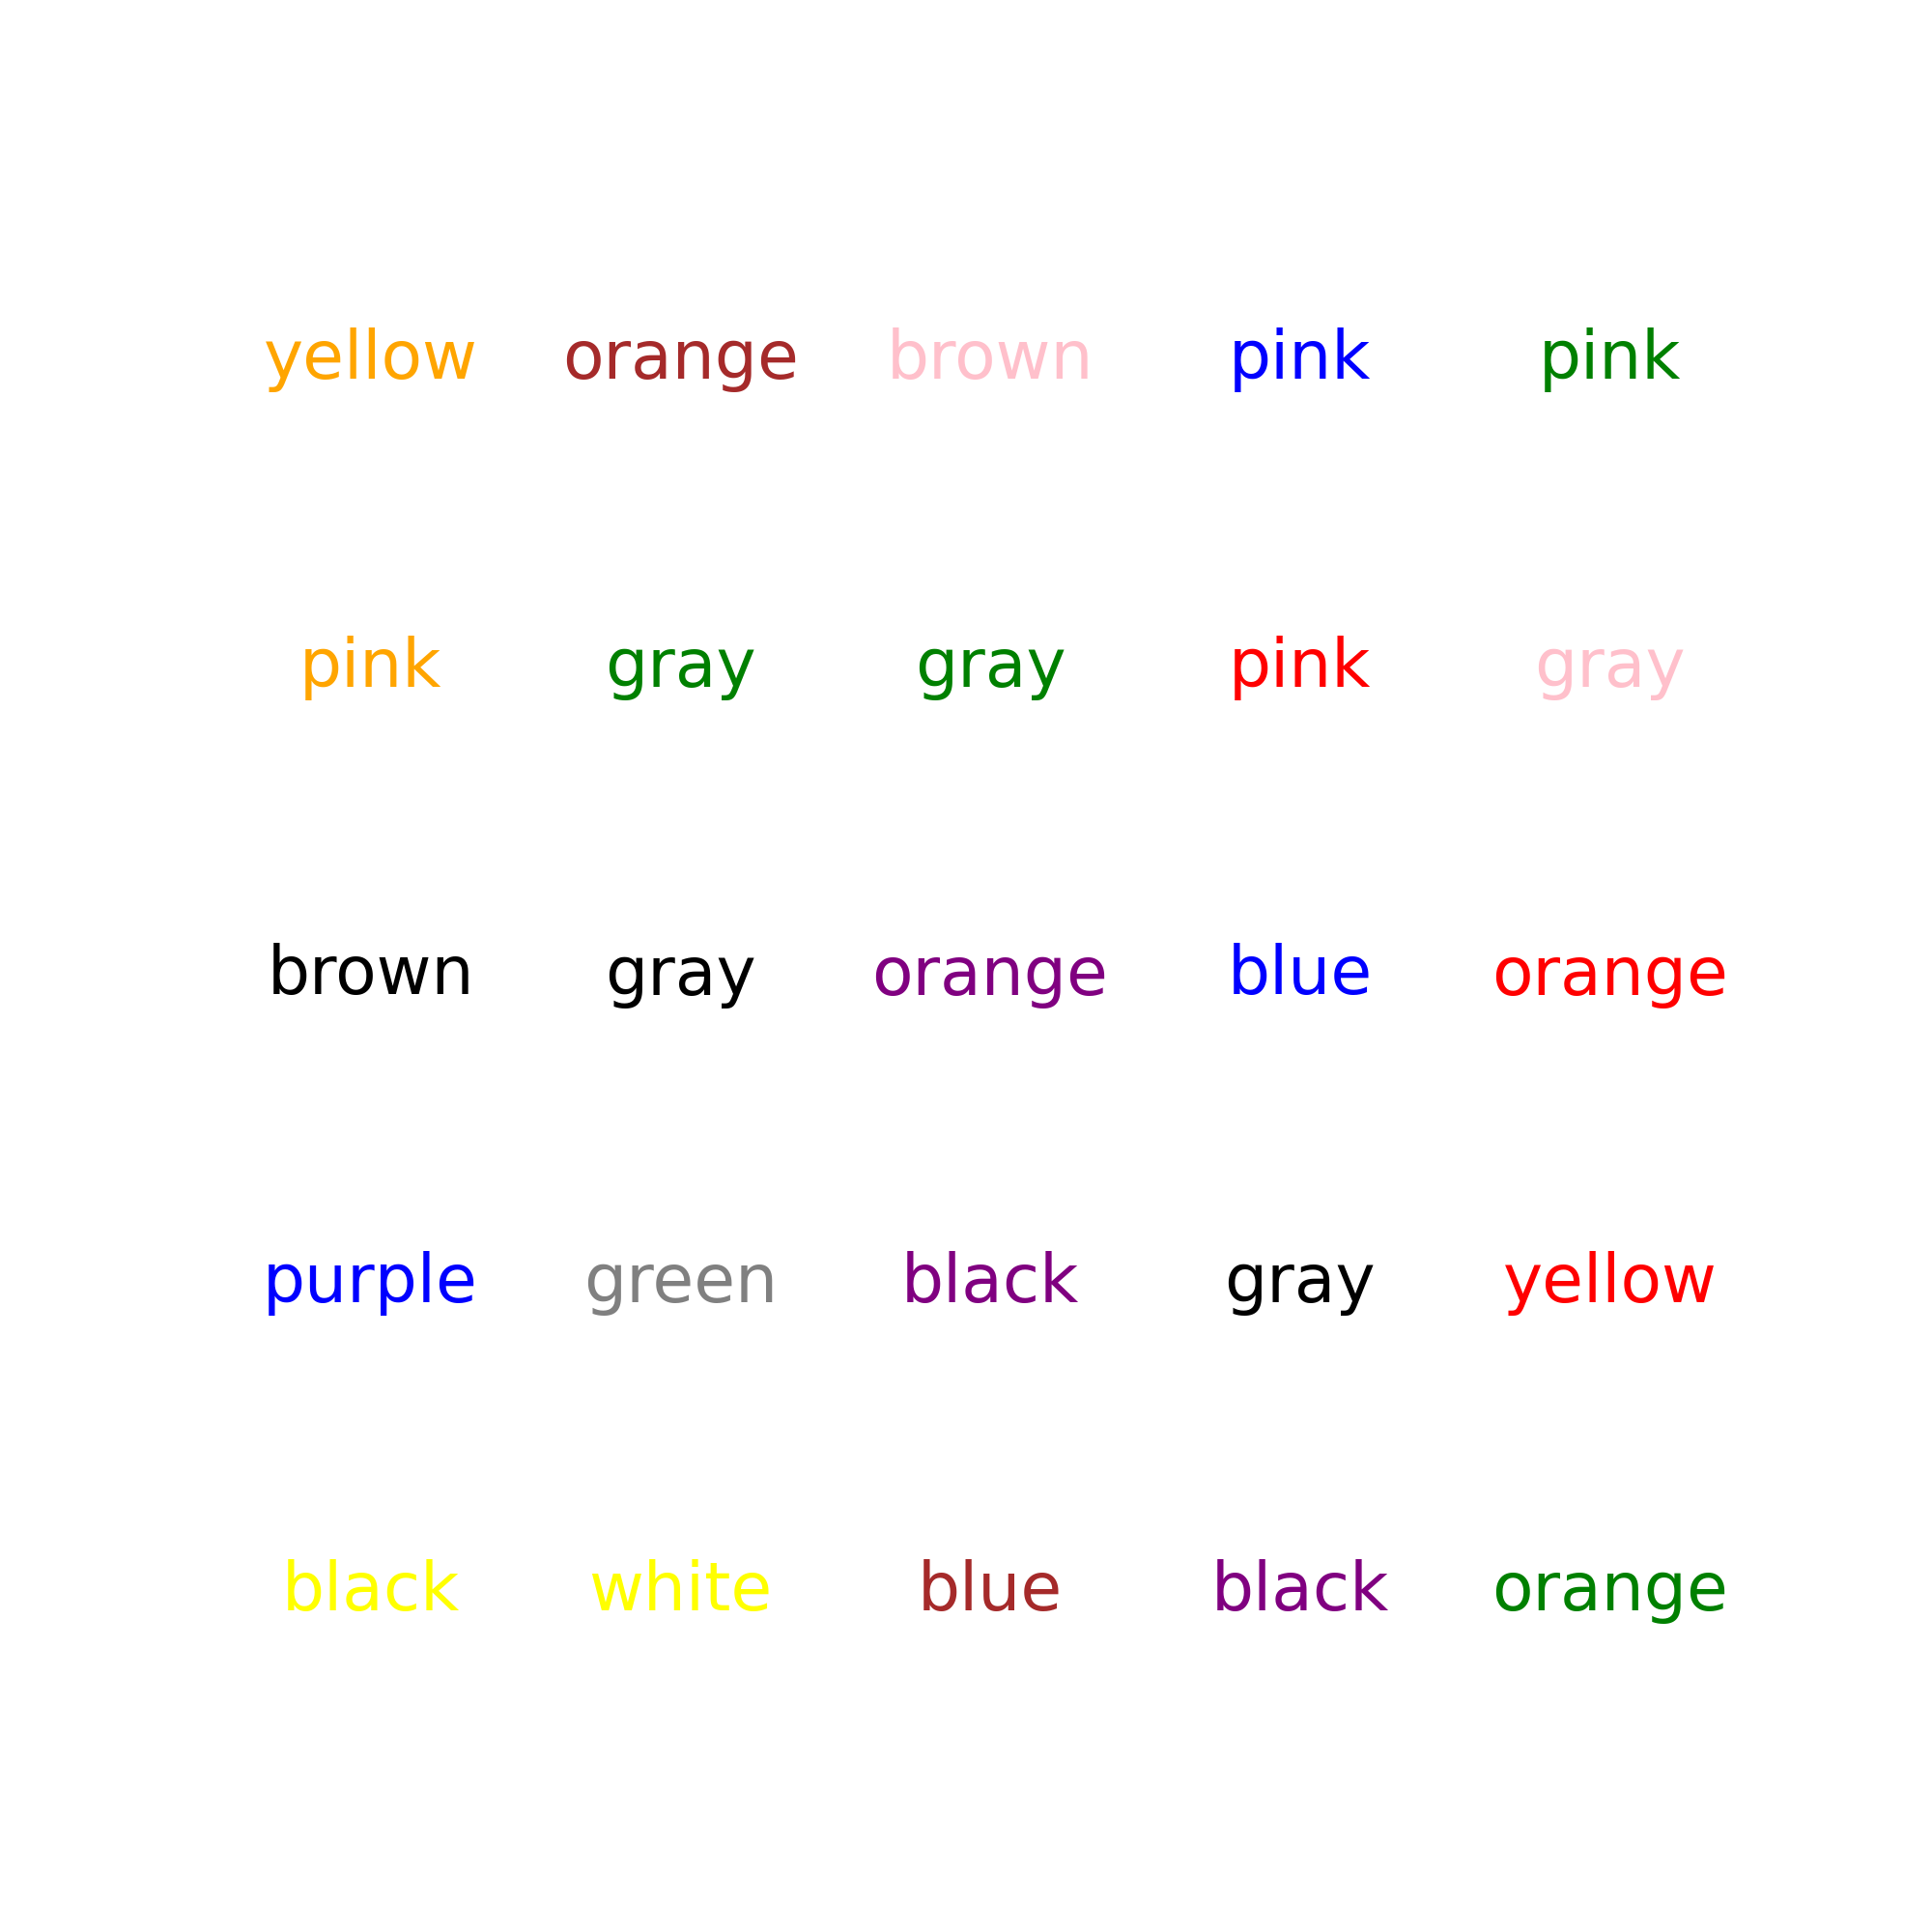 yellow orange brown pink pink
pink gray gray pink gray
brown gray orange blue orange
purple green black gray yellow
black white blue black orange